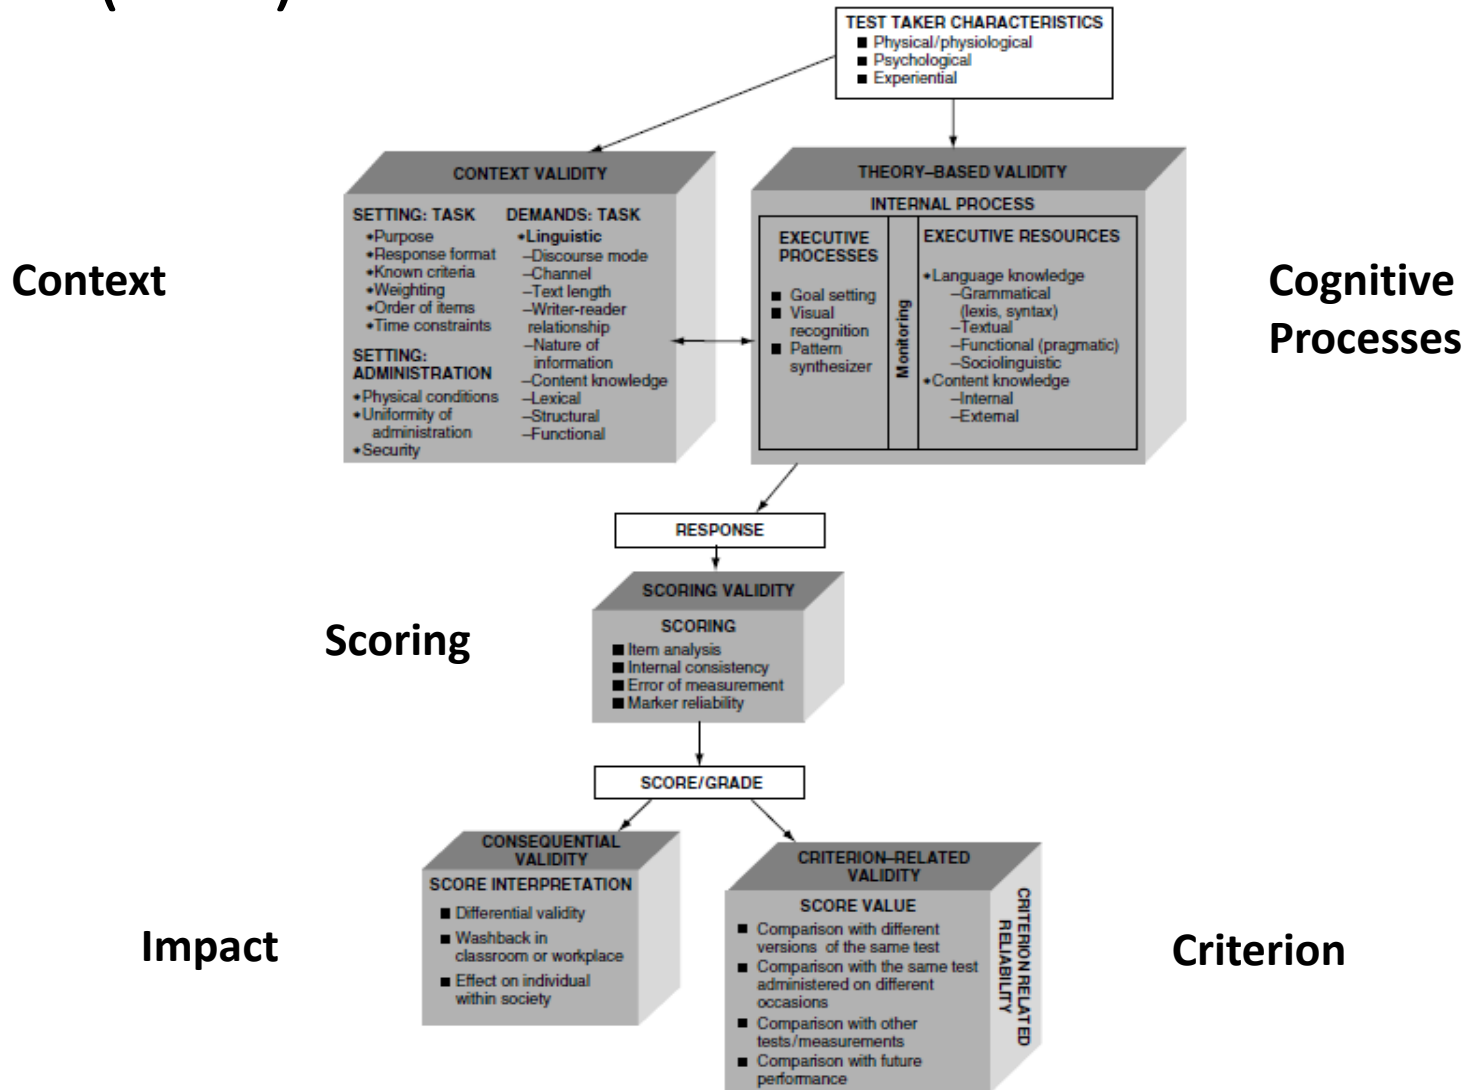 TEST TAKER CHARACTERISTICS
■ Physical/physiological
■ Psychological
■ Experiential
CONTEXT VALIDITY
SETTING: TASK
•Purpose
•Response format
•Known criteria
•Weighting
•Order of items
•Time constraints
SETTING:
ADMINISTRATION
•Physical conditions
•Uniformity of
administration
•Security
DEMANDS: TASK
•Linguistic
–Discourse mode
–Channel
–Text length
–Writer-reader
relationship
–Nature of
information
–Content knowledge
–Lexical
–Structural
–Functional
THEORY–BASED VALIDITY
INTERNAL PROCESS
EXECUTIVE
PROCESSES
■ Goal setting
■ Visual
recognition
■ Pattern
synthesizer
Monitoring
EXECUTIVE RESOURCES
•Language knowledge
–Grammatical
(lexis, syntax)
–Textual
–Functional (pragmatic)
–Sociolinguistic
•Content knowledge
–Internal
–External
Context
Cognitive
Processes
RESPONSE
SCORING VALIDITY
SCORING
■ Item analysis
■ Internal consistency
■ Error of measurement
■ Marker reliability
Scoring
SCORE/GRADE
CONSEQUENTIAL
VALIDITY
SCORE INTERPRETATION
■ Differential validity
■ Washback in
classroom or workplace
■ Effect on individual
within society
Impact
CRITERION–RELATED
VALIDITY
SCORE VALUE
■ Comparison with different
versions of the same test
■ Comparison with the same test
administered on different
occasions
■ Comparison with other
tests/measurements
■ Comparison with future
performance
CRITERION RELATED
RELIABILITY
Criterion